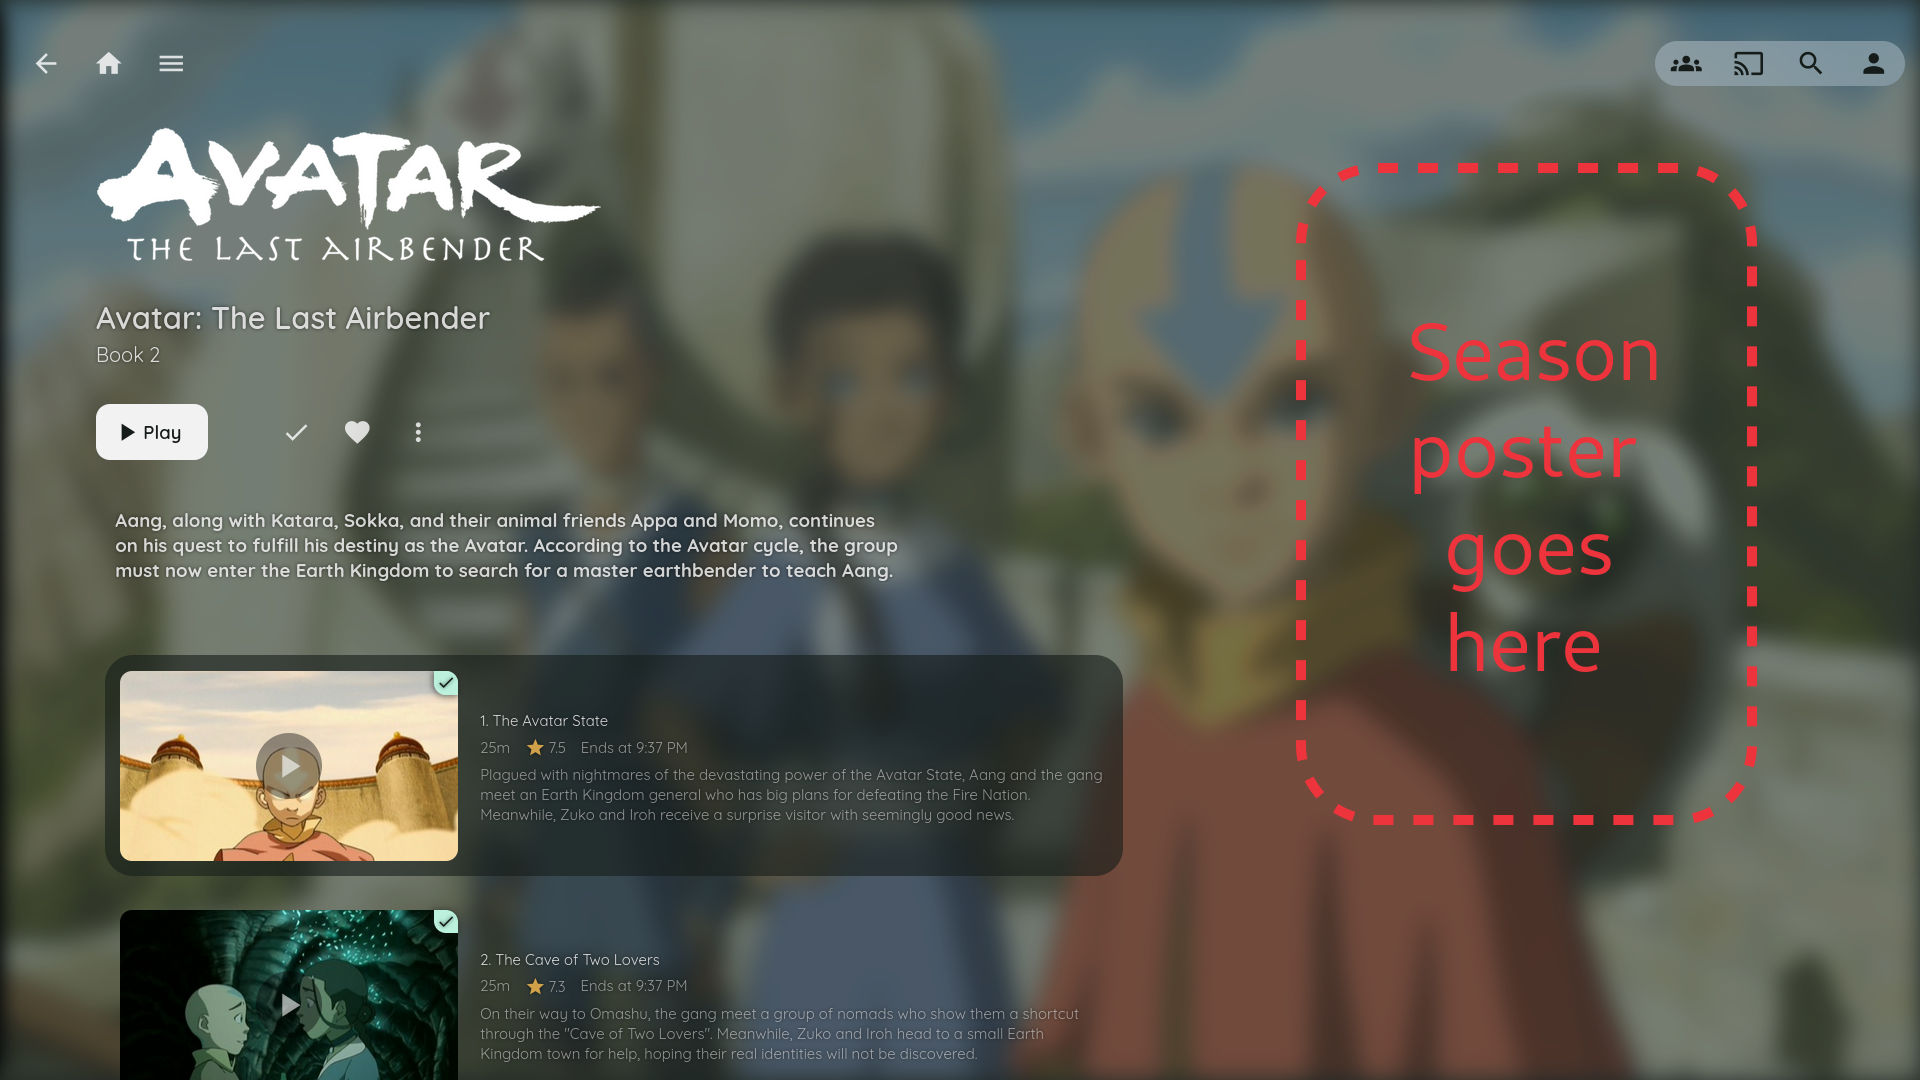 AVATAR
THE LAST AIRBENDER
Avatar: The Last Airbender
Book 2
Play
Aang, along with Katara, Sokka, and their animal friends Appa and Momo, continues
on his quest to fulfill his destiny as the Avatar. According to the Avatar cycle, the group
must now enter the Earth Kingdom to search for a master earthbender to teach Aang.
Season
poster
goes
here
1. The Avatar State
25m 7.5 Ends at 9:37 PM
Plagued with nightmares of the devastating power of the Avatar State, Aang and the gang
meet an Earth Kingdom general who has big plans for defeating the Fire Nation.
Meanwhile, Zuko and Iroh receive a surprise visitor with seemingly good news.
2. The Cave of Two Lovers
25m 7.3 Ends at 9:37 PM
On their way to Omashu, the gang meet a group of nomads who show them a shortcut
through the "Cave of Two Lovers". Meanwhile, Zuko and Iroh head to a small Earth
Kingdom town for help, hoping their real identities will not be discovered.